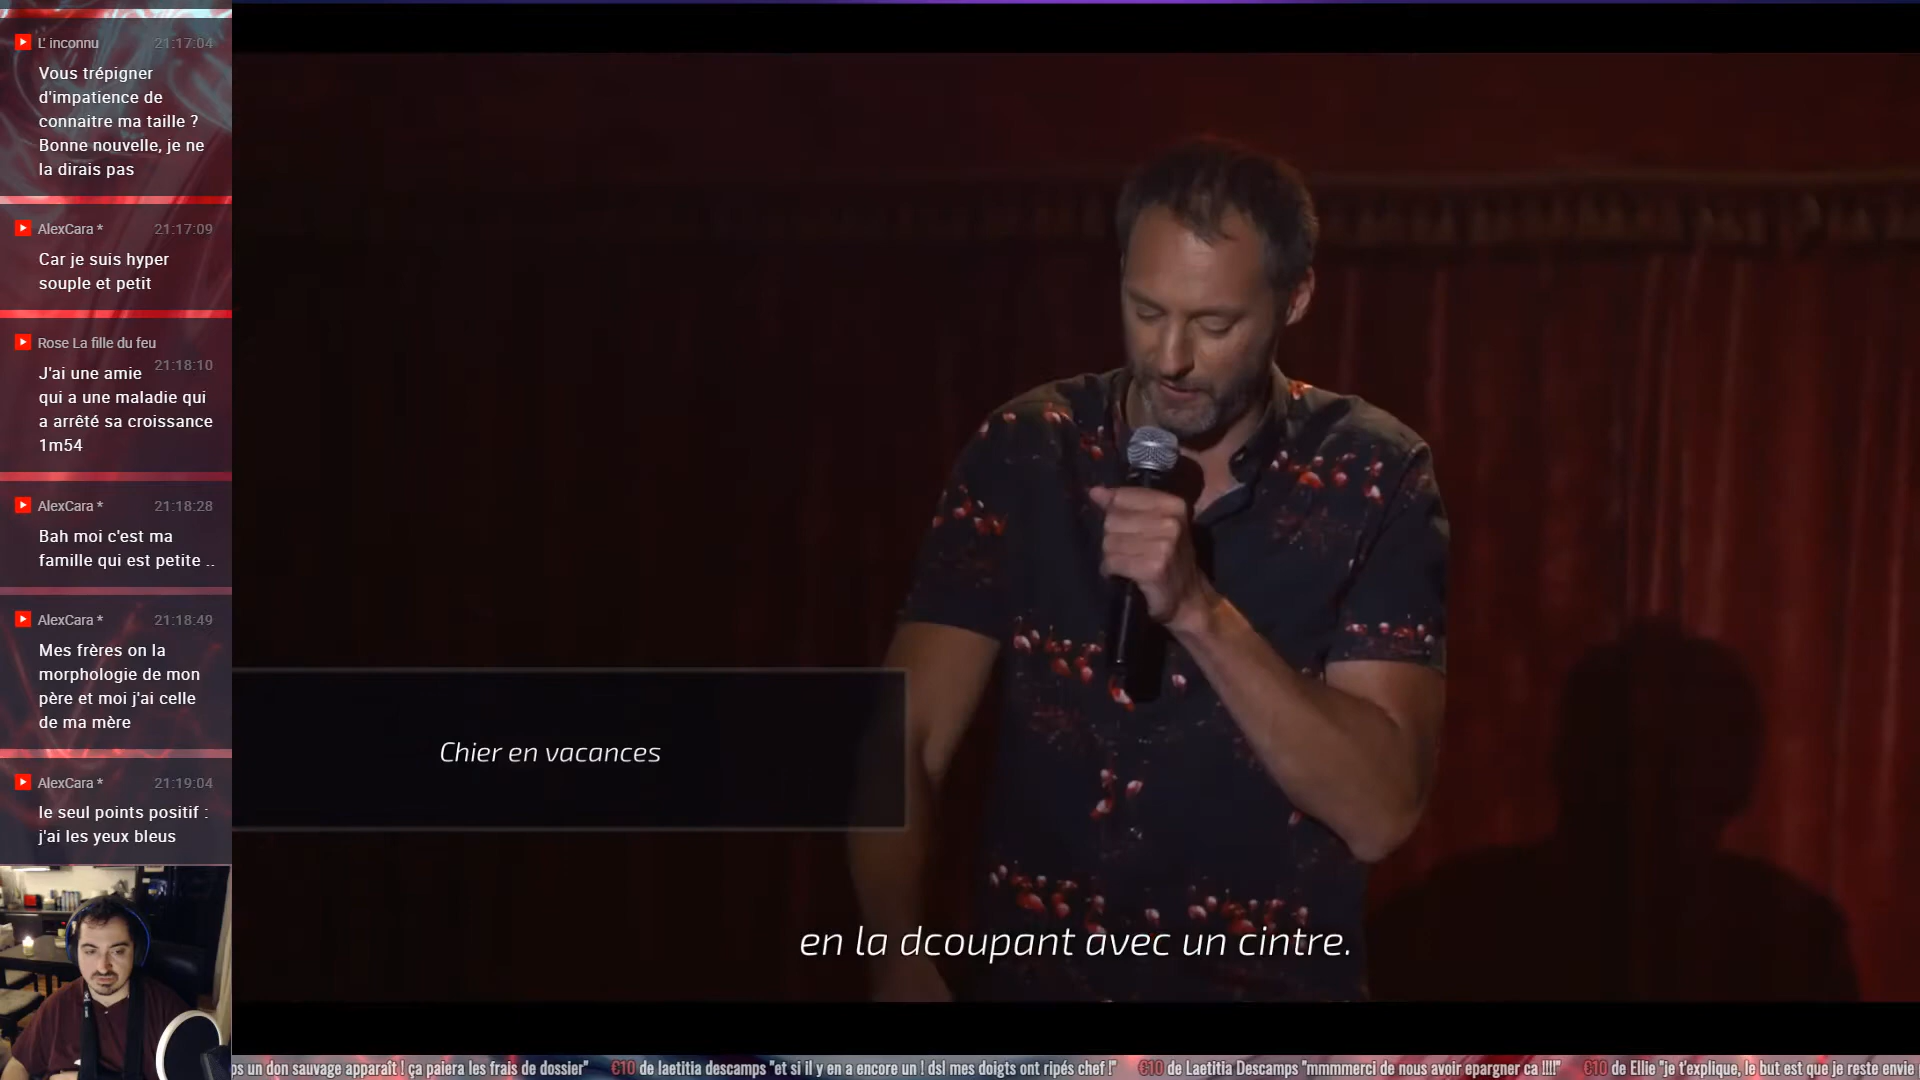 L' inconnu 21:17:04
Vous trépigner
d'impatience de
connaitre ma taille ?
Bonne nouvelle, je ne
la dirais pas
AlexCara * 21:17:09
Car je suis hyper
souple et petit
Rose La fille du feu
21:18:10
J'ai une amie
qui a une maladie qui
a arrêté sa croissance
1m54
AlexCara * 21:18:28
Bah moi c'est ma
famille qui est petite ..
AlexCara * 21:18:49
Mes frères on la
morphologie de mon
père et moi j'ai celle
de ma mère
AlexCara * 21:19:04
le seul points positif :
j'ai les yeux bleus
Chier en vacances
en la dcoupant avec un cintre.
ps un don sauvage apparaît ! ça paiera les frais de dossier" €10 de laetitia descamps "et si il y en a encore un ! dsl mes doigts ont ripés chef !" €10 de Laetitia Descamps "mmmmerci de nous avoir epargner ca !!!!" €10 de Ellie "je t'explique, le but est que je reste envie